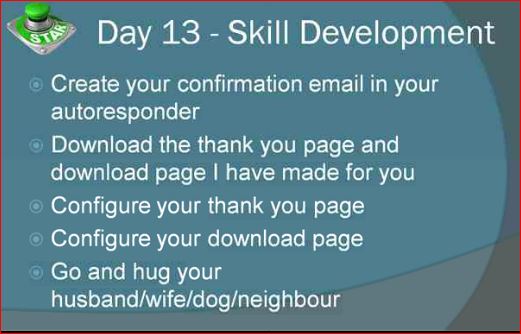 START
Day 13 - Skill Development
Create your confirmation email in your
autoresponder
Download the thank you page and
download page I have made for you
Configure your thank you page
Configure your download page
Go and hug your
husband/wife/dog/neighbour